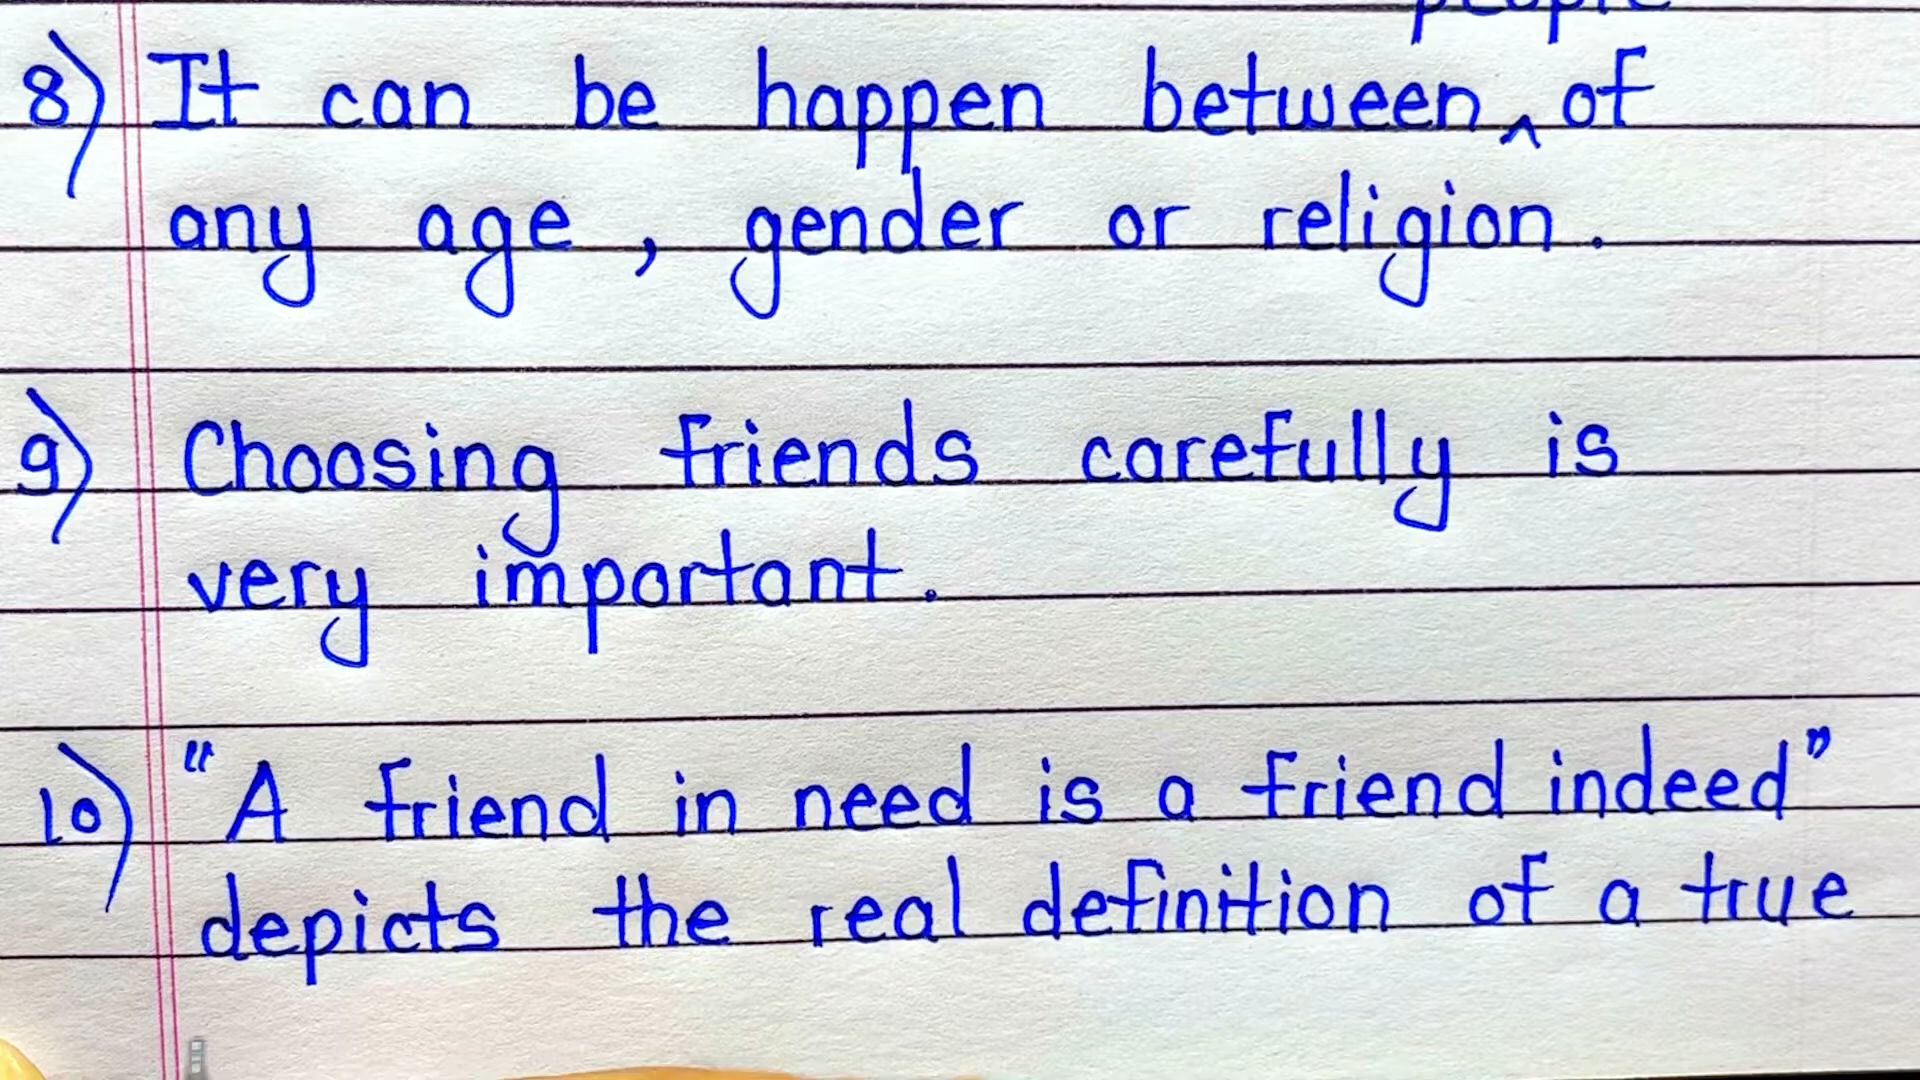 people
8) It can be happen between ^ of
any age, gender or religion.
9) Choosing friends carefully is
very important.
10) "A friend in need is a friend indeed"
depicts the real definition of a true